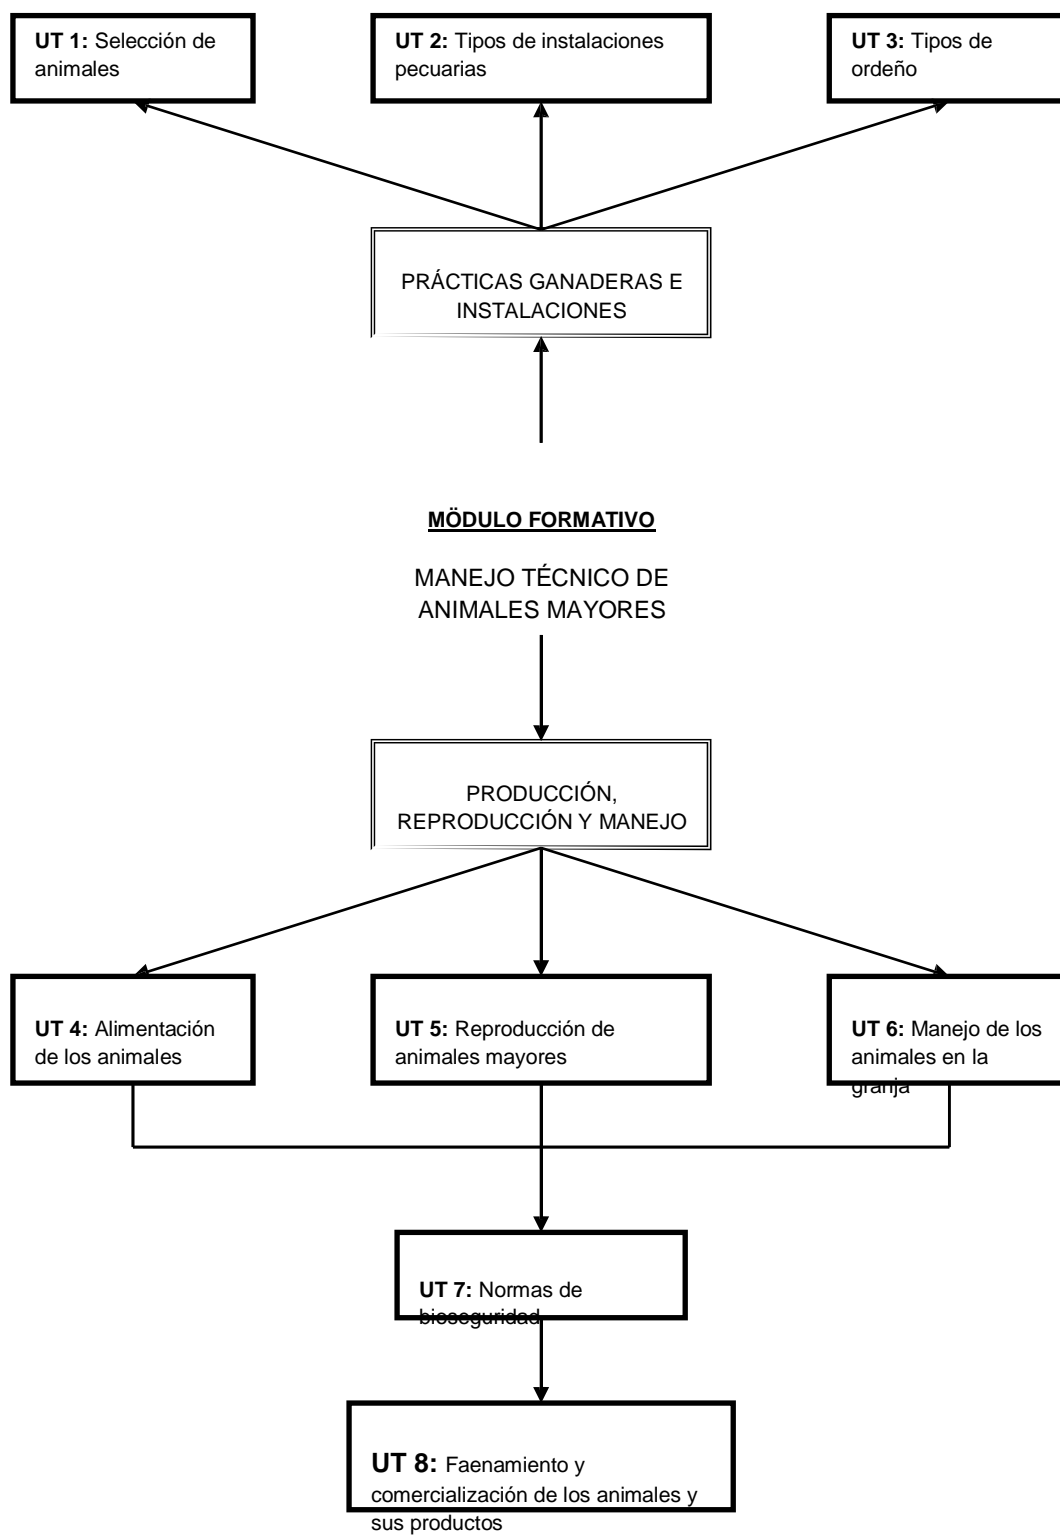 UT 1: Selección de
animales
UT 2: Tipos de instalaciones
pecuarias
UT 3: Tipos de
ordeño
PRÁCTICAS GANADERAS E
INSTALACIONES
MÖDULO FORMATIVO
MANEJO TÉCNICO DE
ANIMALES MAYORES
PRODUCCIÓN,
REPRODUCCIÓN Y MANEJO
UT 4: Alimentación
de los animales
UT 5: Reproducción de
animales mayores
UT 6: Manejo de los
animales en la
granja
UT 7: Normas de
bioseguridad
UT 8: Faenamiento y
comercialización de los animales y
sus productos